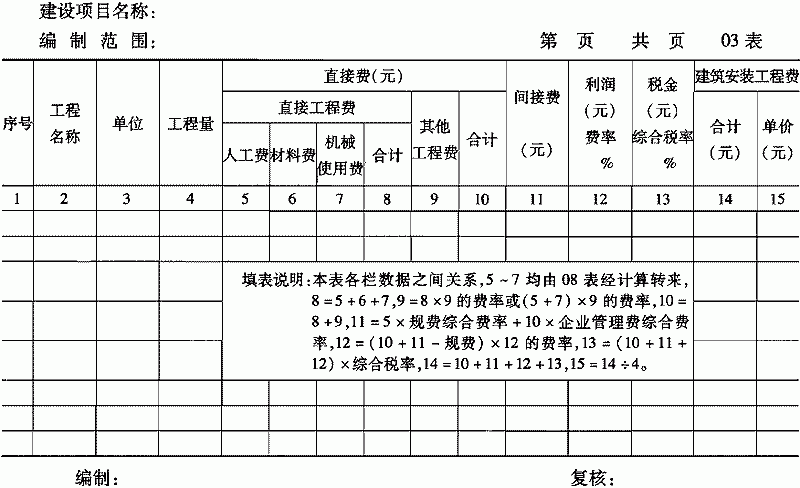 建设项目名称:
编 制 范 围: 第 页 共 页 03 表
直接费(元) 建筑安装工程费
直接工程费
序号 工程名称 单位 工程量 人工费 材料费 机械使用费 合计 其他工程费 合计 间接费(元) 利润(元)费率% 税金(元)综合税率% 合计(元) 单价(元)
1 2 3 4 5 6 7 8 9 10 11 12 13 14 15
填表说明:本表各栏数据之间关系,5~7 均由 08 表经计算转来,
8=5+6+7,9=8×9 的费率或(5+7)×9 的费率,10=
8+9,11=5×规费综合费率+10×企业管理费综合费
率,12=(10+11-规费)×12 的费率,13=(10+11+
12)×综合税率,14=10+11+12+13,15=14÷4。
编制: 复核: